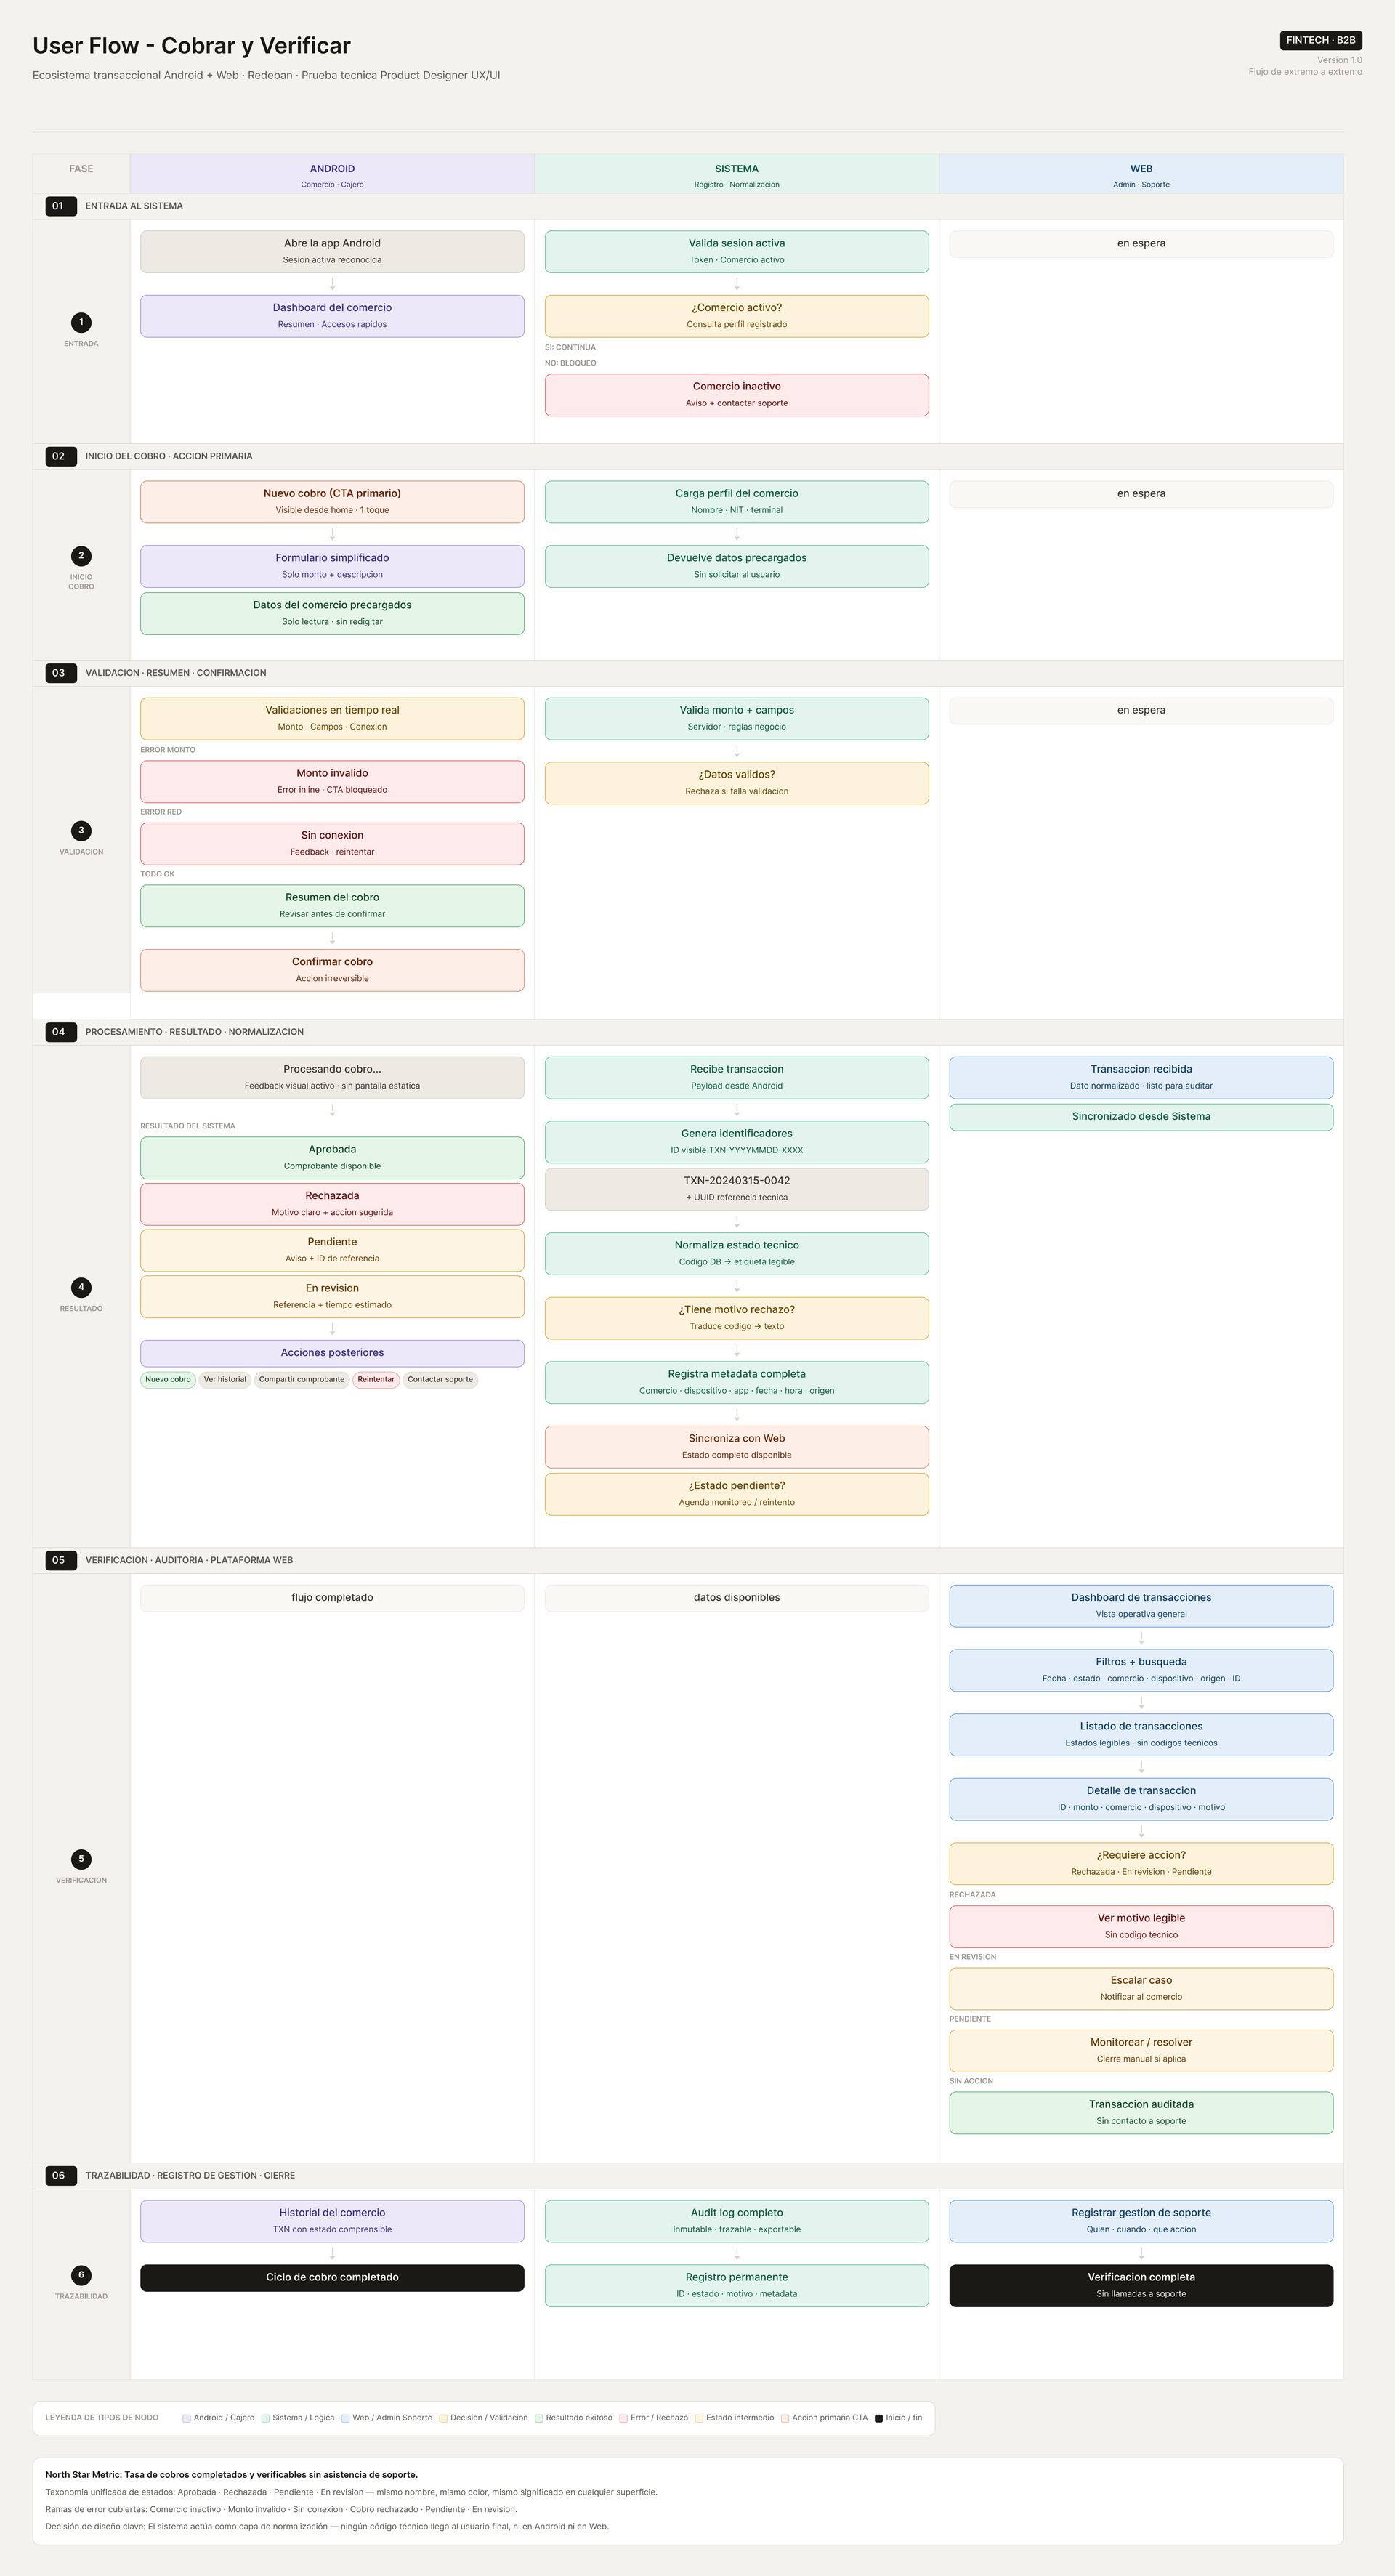 User Flow - Cobrar y Verificar
Ecosistema transaccional Android + Web · Redeban · Prueba tecnica Product Designer UX/UI
FINTECH · B2B
Versión 1.0
Flujo de extremo a extremo
FASE
ANDROID
Comercio · Cajero
SISTEMA
Registro · Normalizacion
WEB
Admin · Soporte
01 ENTRADA AL SISTEMA
1
ENTRADA
Abre la app Android
Sesion activa reconocida
Dashboard del comercio
Resumen · Accesos rapidos
Valida sesion activa
Token · Comercio activo
¿Comercio activo?
Consulta perfil registrado
SI: CONTINUA
NO: BLOQUEO
Comercio inactivo
Aviso + contactar soporte
en espera
02 INICIO DEL COBRO · ACCION PRIMARIA
2
INICIO
COBRO
Nuevo cobro (CTA primario)
Visible desde home · 1 toque
Formulario simplificado
Solo monto + descripcion
Datos del comercio precargados
Solo lectura · sin redigitar
Carga perfil del comercio
Nombre · NIT · terminal
Devuelve datos precargados
Sin solicitar al usuario
en espera
03 VALIDACION · RESUMEN · CONFIRMACION
3
VALIDACION
Validaciones en tiempo real
Monto · Campos · Conexion
ERROR MONTO
Monto invalido
Error inline · CTA bloqueado
ERROR RED
Sin conexion
Feedback · reintentar
TODO OK
Resumen del cobro
Revisar antes de confirmar
Confirmar cobro
Accion irreversible
Valida monto + campos
Servidor · reglas negocio
¿Datos validos?
Rechaza si falla validacion
en espera
04 PROCESAMIENTO · RESULTADO · NORMALIZACION
4
RESULTADO
Procesando cobro...
Feedback visual activo · sin pantalla estatica
RESULTADO DEL SISTEMA
Aprobada
Comprobante disponible
Rechazada
Motivo claro + accion sugerida
Pendiente
Aviso + ID de referencia
En revision
Referencia + tiempo estimado
Acciones posteriores
Nuevo cobro Ver historial Compartir comprobante Reintentar Contactar soporte
Recibe transaccion
Payload desde Android
Genera identificadores
ID visible TXN-YYYYMMDD-XXXX
TXN-20240315-0042
+ UUID referencia tecnica
Normaliza estado tecnico
Codigo DB → etiqueta legible
¿Tiene motivo rechazo?
Traduce codigo → texto
Registra metadata completa
Comercio · dispositivo · app · fecha · hora · origen
Sincroniza con Web
Estado completo disponible
¿Estado pendiente?
Agenda monitoreo / reintento
Transaccion recibida
Dato normalizado · listo para auditar
Sincronizado desde Sistema
05 VERIFICACION · AUDITORIA · PLATAFORMA WEB
5
VERIFICACION
flujo completado
datos disponibles
Dashboard de transacciones
Vista operativa general
Filtros + busqueda
Fecha · estado · comercio · dispositivo · origen · ID
Listado de transacciones
Estados legibles · sin codigos tecnicos
Detalle de transaccion
ID · monto · comercio · dispositivo · motivo
¿Requiere accion?
Rechazada · En revision · Pendiente
RECHAZADA
Ver motivo legible
Sin codigo tecnico
EN REVISION
Escalar caso
Notificar al comercio
PENDIENTE
Monitorear / resolver
Cierre manual si aplica
SIN ACCION
Transaccion auditada
Sin contacto a soporte
06 TRAZABILIDAD · REGISTRO DE GESTION · CIERRE
6
TRAZABILIDAD
Historial del comercio
TXN con estado comprensible
Ciclo de cobro completado
Audit log completo
Inmutable · trazable · exportable
Registro permanente
ID · estado · motivo · metadata
Registrar gestion de soporte
Quien · cuando · que accion
Verificacion completa
Sin llamadas a soporte
LEYENDA DE TIPOS DE NODO Android / Cajero Sistema / Logica Web / Admin Soporte Decision / Validacion Resultado exitoso Error / Rechazo Estado intermedio Accion primaria CTA Inicio / fin
North Star Metric: Tasa de cobros completados y verificables sin asistencia de soporte.
Taxonomia unificada de estados: Aprobada · Rechazada · Pendiente · En revision — mismo nombre, mismo color, mismo significado en cualquier superficie.
Ramas de error cubiertas: Comercio inactivo · Monto invalido · Sin conexion · Cobro rechazado · Pendiente · En revision.
Decisión de diseño clave: El sistema actúa como capa de normalización — ningún código técnico llega al usuario final, ni en Android ni en Web.